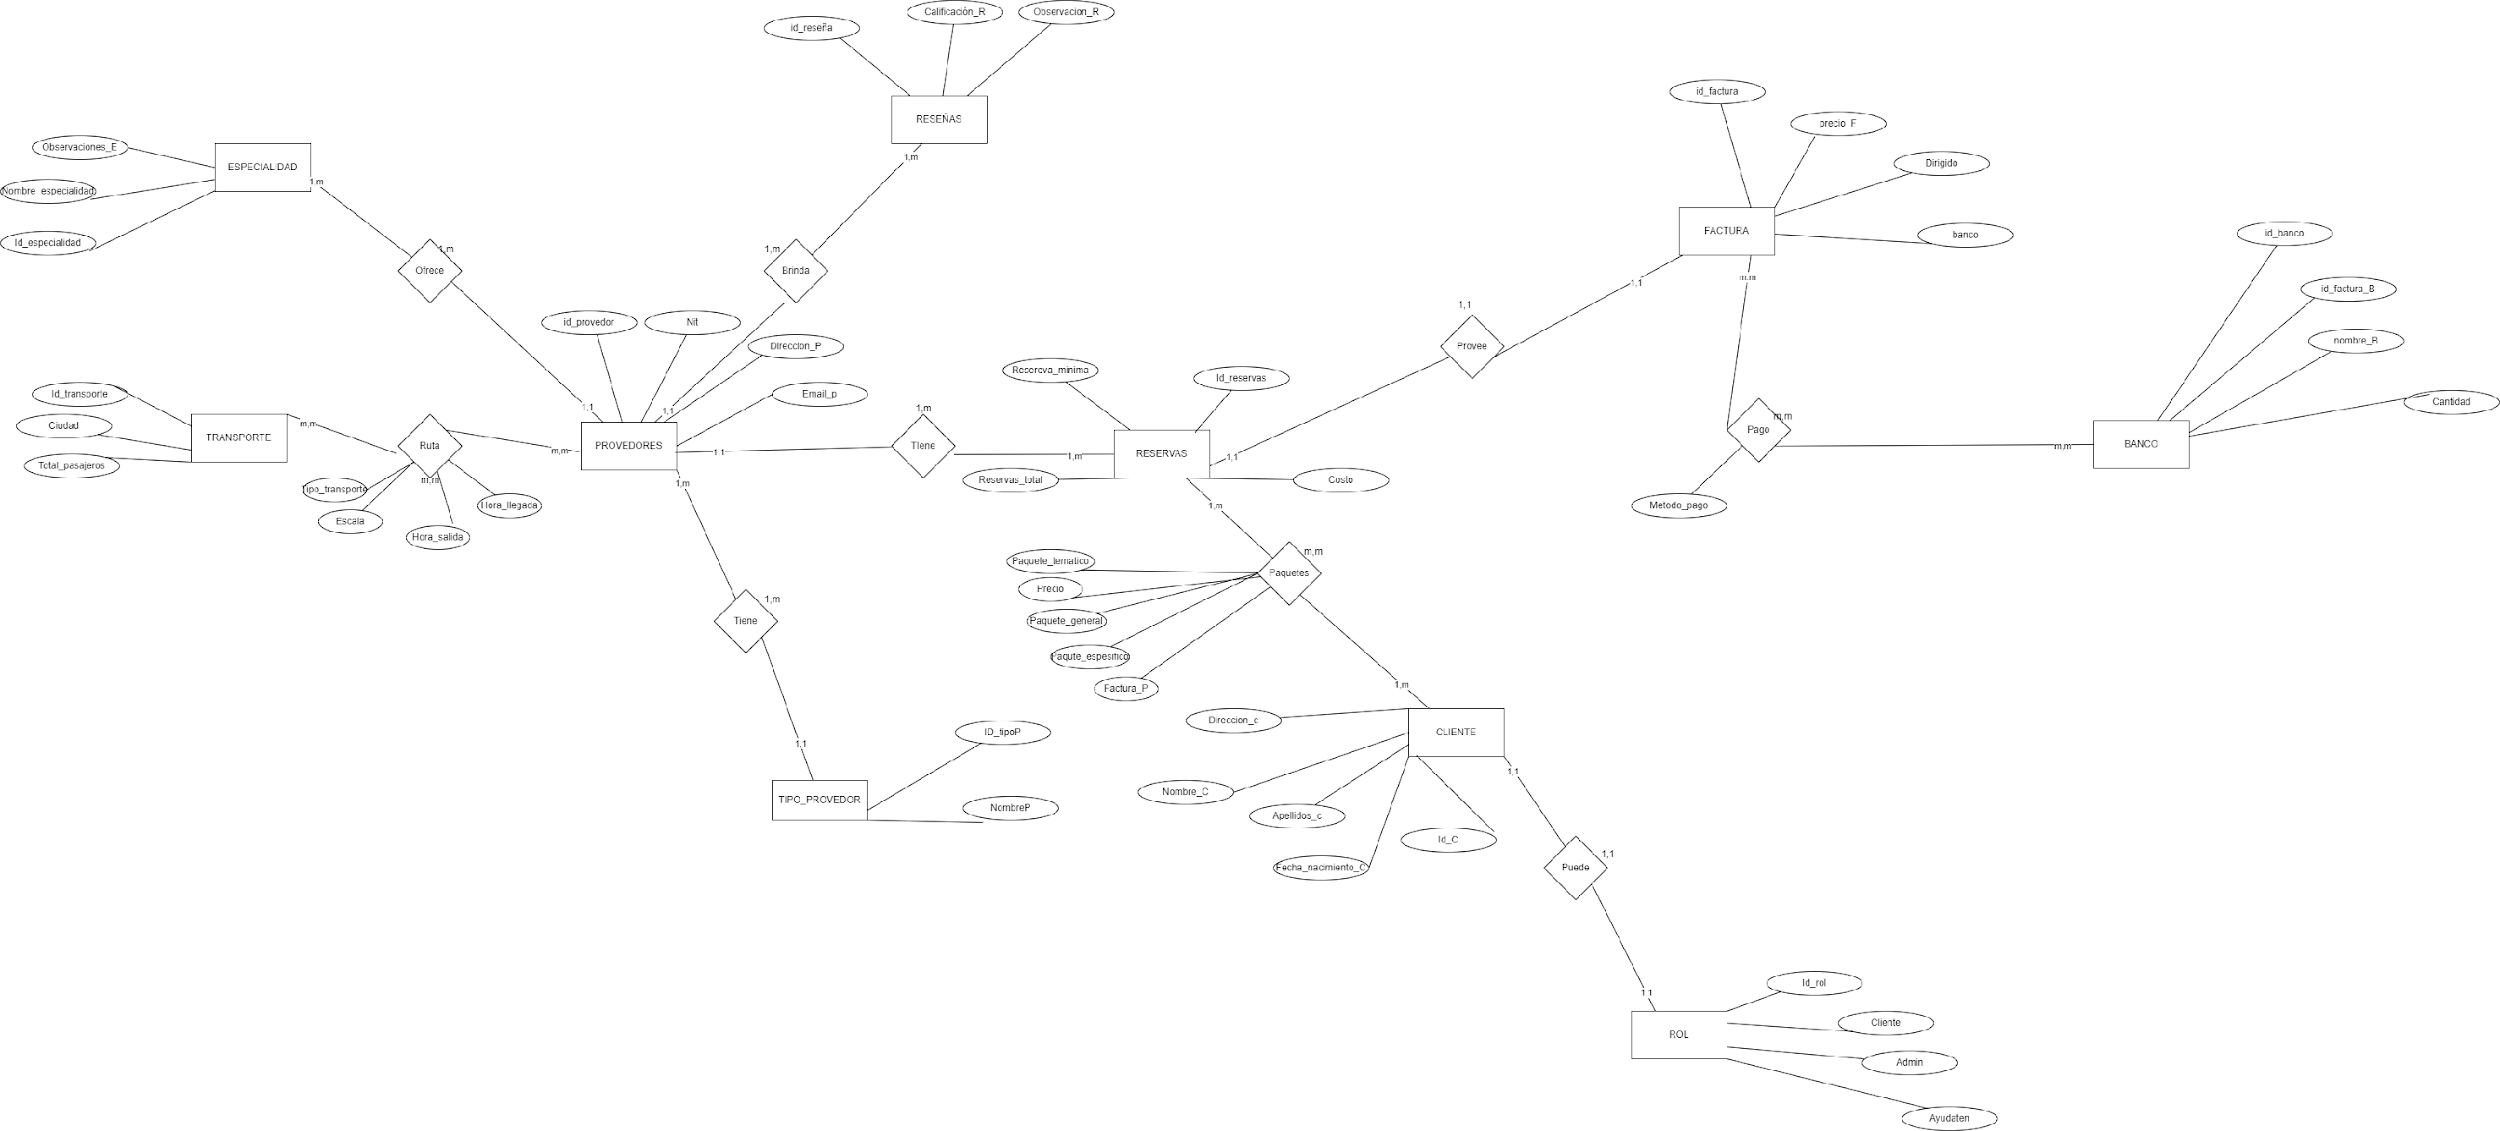 Calificación_R
Observacion_R
id_reseña
id_factura
RESEÑAS
precio_F
Observaciones_E
1,m
ESPECIALIDAD
Dirigido
1,m
Nombre_especialidad
FACTURA
id_banco
banco
Id_especialidad
1,m
1,m
Ofrece
Brinda
m,m
1,1
id_factura_B
1,1
id_provedor
Nit
nombre_B
Direccion_P
Provee
Resereva_minima
Id_reservas
Id_transporte
Email_p
Cantidad
1,1
1,1
1,m
m,m
Ciudad
m,m
Pago
TRANSPORTE
Ruta
PROVEDORES
TIene
BANCO
m,m
m,m
1,1
1,m
RESERVAS
1,1
Total_pasajeros
m,m
1,m
Reservas_total
Costo
Tipo_transporte
Hora_llegada
1,m
Metodo_pago
Escala
Hora_salida
m,m
Paquete_tematico
Paquetes
Precio
1,m
Tiene
Paquete_general
Paqute_espesifico
1,m
Factura_P
Direccion_c
CLIENTE
ID_tipoP
1,1
1,1
Nombre_C
TIPO_PROVEDOR
NombreP
Apellidos_c
Id_C
1,1
Fecha_nacimiento_C
Puede
Id_rol
1,1
Cliente
ROL
Admin
Ayudaten